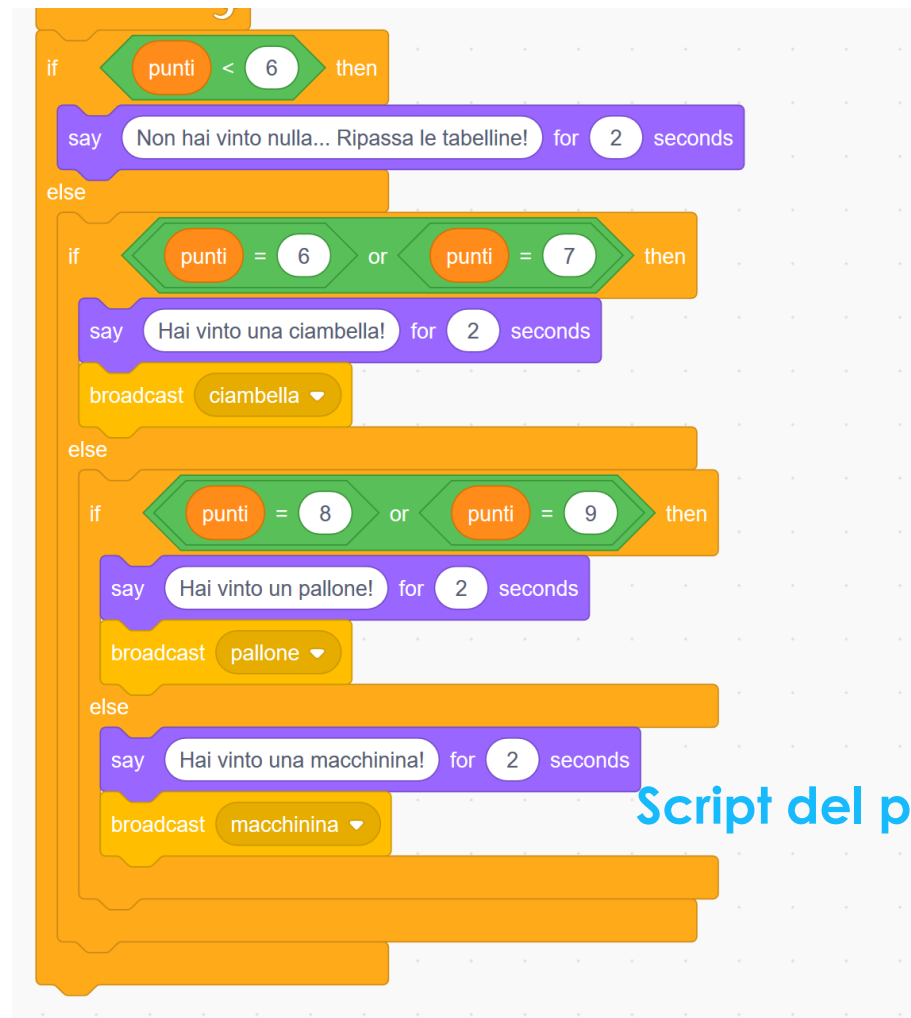 if punti < 6 then
say Non hai vinto nulla... Ripassa le tabelline! for 2 seconds
else
if punti = 6 or punti = 7 then
say Hai vinto una ciambella! for 2 seconds
broadcast ciambella
else
if punti = 8 or punti = 9 then
say Hai vinto un pallone! for 2 seconds
broadcast pallone
else
say Hai vinto una macchinina! for 2 seconds
Script del p
broadcast macchinina